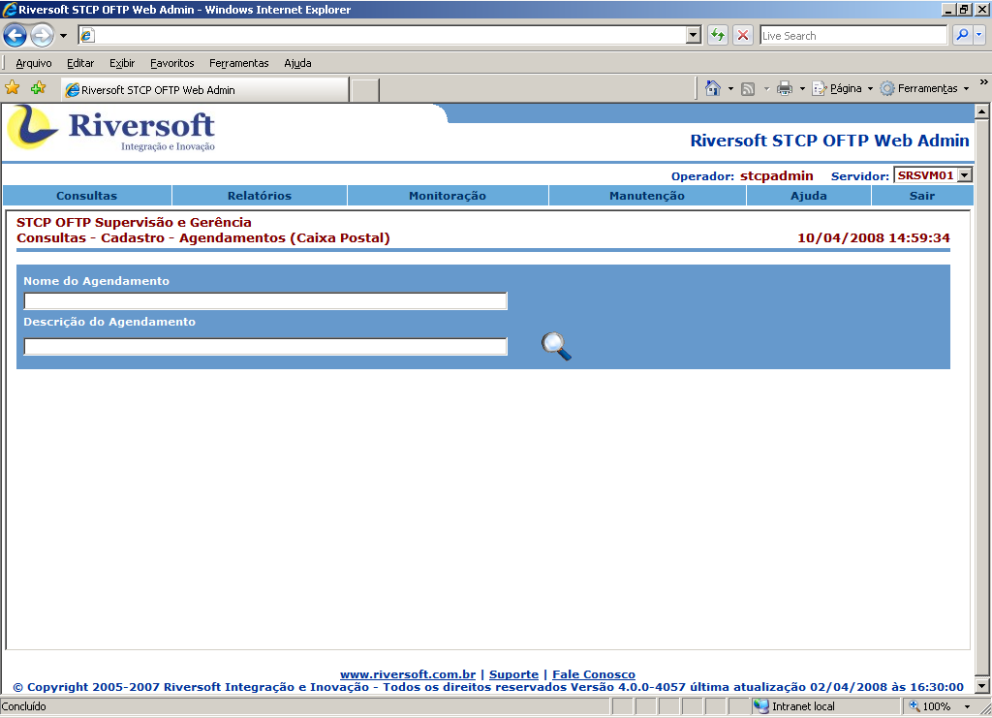 Riversoft STCP OFTP Web Admin - Windows Internet Explorer
Live Search
Arquivo Editar Exibir Favoritos Ferramentas Ajuda
Riversoft STCP OFTP Web Admin
Página Ferramentas »
Riversoft
Integração e Inovação
Riversoft STCP OFTP Web Admin
Operador: stcpadmin Servidor: SRSVM01
Consultas Relatórios Monitoração Manutenção Ajuda Sair
STCP OFTP Supervisão e Gerência
Consultas - Cadastro - Agendamentos (Caixa Postal) 10/04/2008 14:59:34
Nome do Agendamento
Descrição do Agendamento
www.riversoft.com.br | Suporte | Fale Conosco
© Copyright 2005-2007 Riversoft Integração e Inovação - Todos os direitos reservados Versão 4.0.0-4057 última atualização 02/04/2008 às 16:30:00
Concluído Intranet local 100%